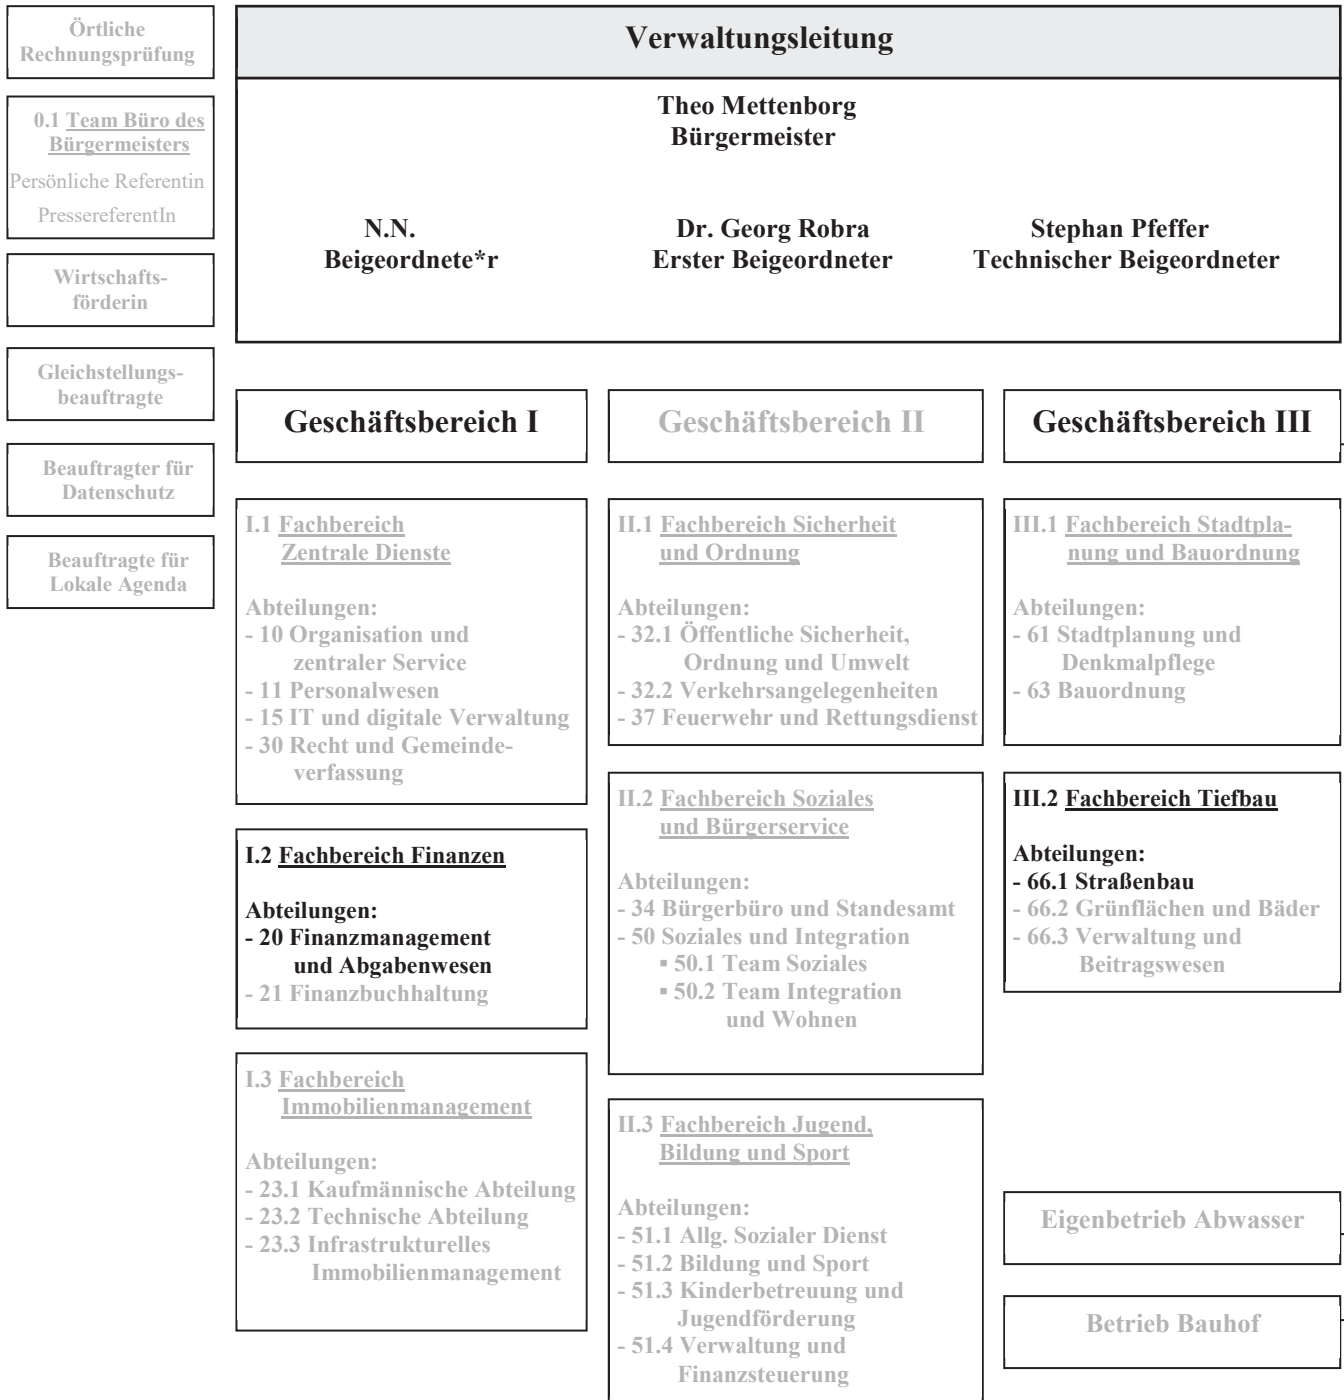 Örtliche
Rechnungsprüfung
0.1 Team Büro des
Bürgermeisters
Persönliche Referentin
PressereferentIn
Wirtschafts-
förderin
Gleichstellungs-
beauftragte
Beauftragter für
Datenschutz
Beauftragte für
Lokale Agenda
Verwaltungsleitung
Theo Mettenborg
Bürgermeister
N.N.
Beigeordnete*r
Dr. Georg Robra
Erster Beigeordneter
Stephan Pfeffer
Technischer Beigeordneter
Geschäftsbereich I
I.1 Fachbereich
Zentrale Dienste
Abteilungen:
- 10 Organisation und
zentraler Service
- 11 Personalwesen
- 15 IT und digitale Verwaltung
- 30 Recht und Gemeinde-
verfassung
I.2 Fachbereich Finanzen
Abteilungen:
- 20 Finanzmanagement
und Abgabenwesen
- 21 Finanzbuchhaltung
I.3 Fachbereich
Immobilienmanagement
Abteilungen:
- 23.1 Kaufmännische Abteilung
- 23.2 Technische Abteilung
- 23.3 Infrastrukturelles
Immobilienmanagement
Geschäftsbereich II
II.1 Fachbereich Sicherheit
und Ordnung
Abteilungen:
- 32.1 Öffentliche Sicherheit,
Ordnung und Umwelt
- 32.2 Verkehrsangelegenheiten
- 37 Feuerwehr und Rettungsdienst
II.2 Fachbereich Soziales
und Bürgerservice
Abteilungen:
- 34 Bürgerbüro und Standesamt
- 50 Soziales und Integration
▪ 50.1 Team Soziales
▪ 50.2 Team Integration
und Wohnen
II.3 Fachbereich Jugend,
Bildung und Sport
Abteilungen:
- 51.1 Allg. Sozialer Dienst
- 51.2 Bildung und Sport
- 51.3 Kinderbetreuung und
Jugendförderung
- 51.4 Verwaltung und
Finanzsteuerung
Geschäftsbereich III
III.1 Fachbereich Stadtpla-
nung und Bauordnung
Abteilungen:
- 61 Stadtplanung und
Denkmalpflege
- 63 Bauordnung
III.2 Fachbereich Tiefbau
Abteilungen:
- 66.1 Straßenbau
- 66.2 Grünflächen und Bäder
- 66.3 Verwaltung und
Beitragswesen
Eigenbetrieb Abwasser
Betrieb Bauhof